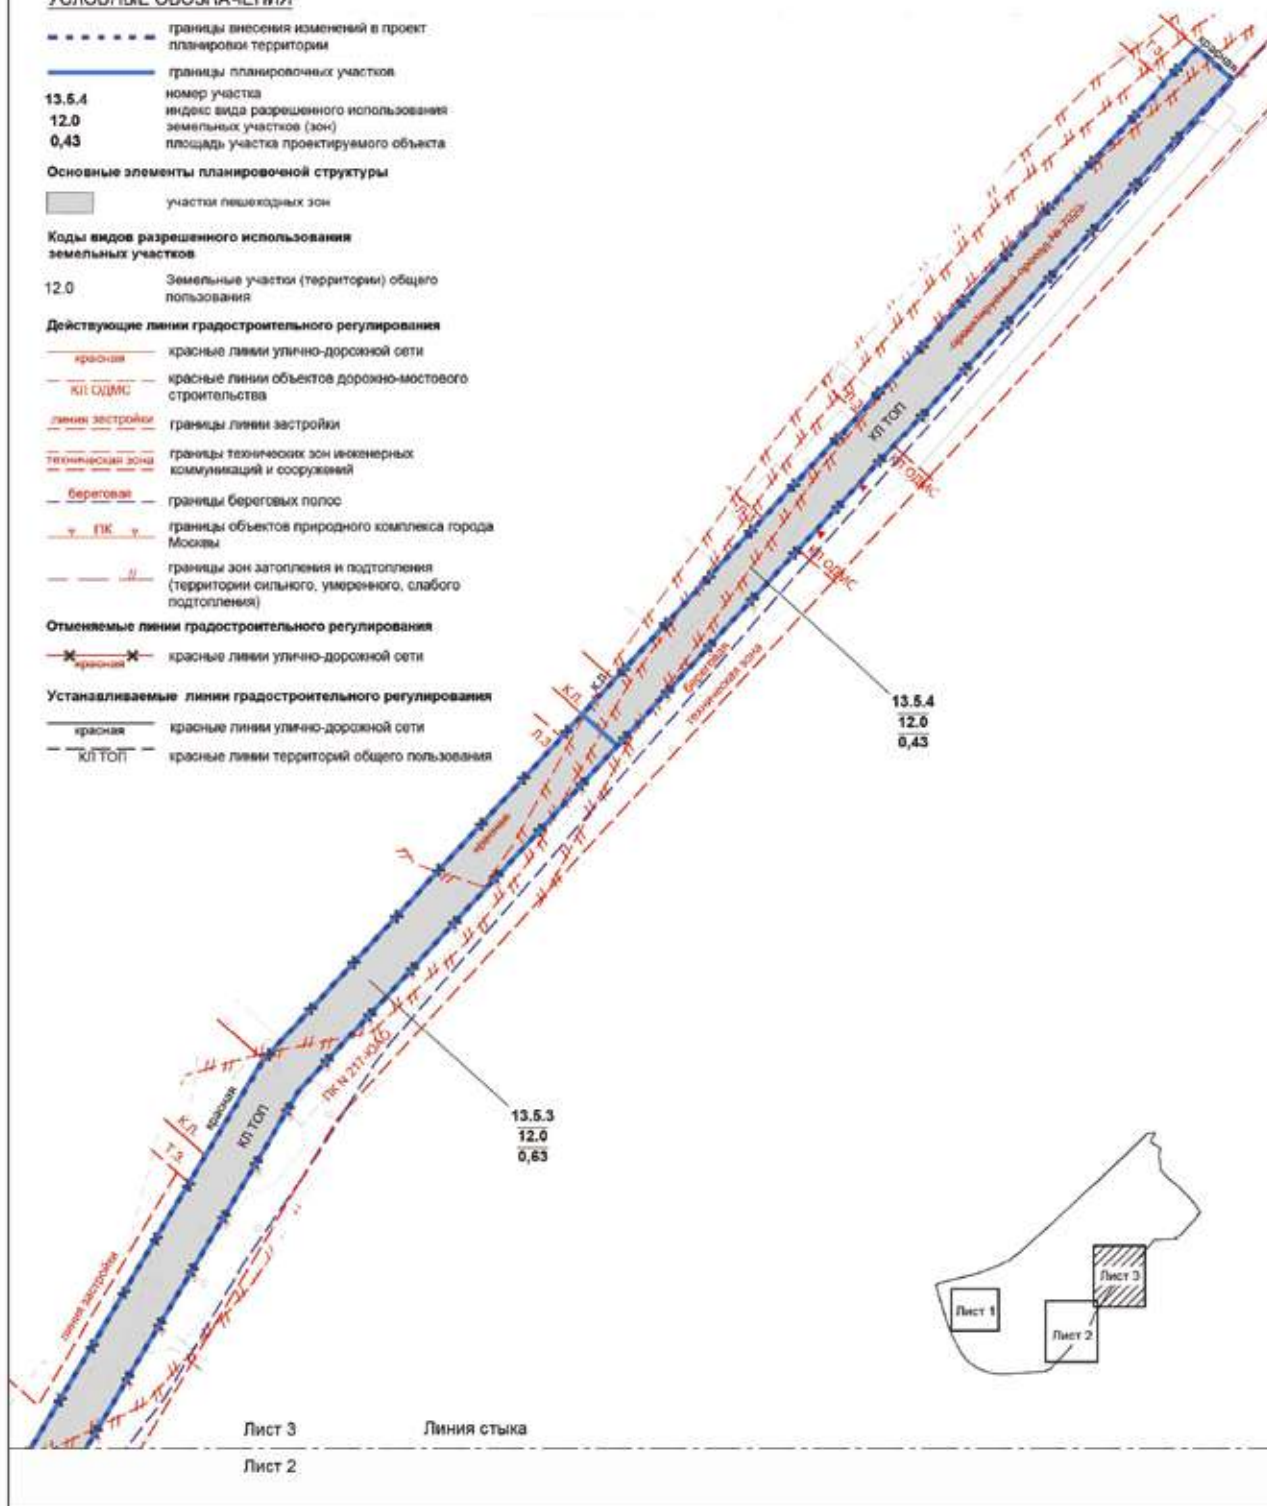 УСЛОВНЫЕ ОБОЗНАЧЕНИЯ
границы внесения изменений в проект
планировки территории
границы планировочных участков
13.5.4
номер участка
12.0
индекс вида разрешенного использования
земельных участков (зон)
0,43
площадь участка проектируемого объекта
Основные элементы планировочной структуры
участки пешеходных зон
Коды видов разрешенного использования
земельных участков
12.0
Земельные участки (территории) общего
пользования
Действующие линии градостроительного регулирования
красная
красные линии улично-дорожной сети
КЛ ОДМС
красные линии объектов дорожно-мостового
строительства
линия застройки
границы линии застройки
техническая зона
границы технических зон инженерных
коммуникаций и сооружений
береговая
границы береговых полос
ПК
границы объектов природного комплекса города
Москвы
границы зон затопления и подтопления
(территории сильного, умеренного, слабого
подтопления)
Отменяемые линии градостроительного регулирования
красная
красные линии улично-дорожной сети
Устанавливаемые линии градостроительного регулирования
красная
красные линии улично-дорожной сети
КЛ ТОП
красные линии территорий общего пользования
Т.З.
красная
КЛ ТОП
КЛ ОДМС
КЛ ОДМС
береговая
техническая зона
К.Л.
К.Л.
Л.З.
13.5.4
12.0
0,43
красная
ПК N 217-ЮАО
красная
КЛ ТОП
К.Л.
Т.З.
линия застройки
13.5.3
12.0
0,63
Лист 1
Лист 2
Лист 3
Лист 3
Линия стыка
Лист 2